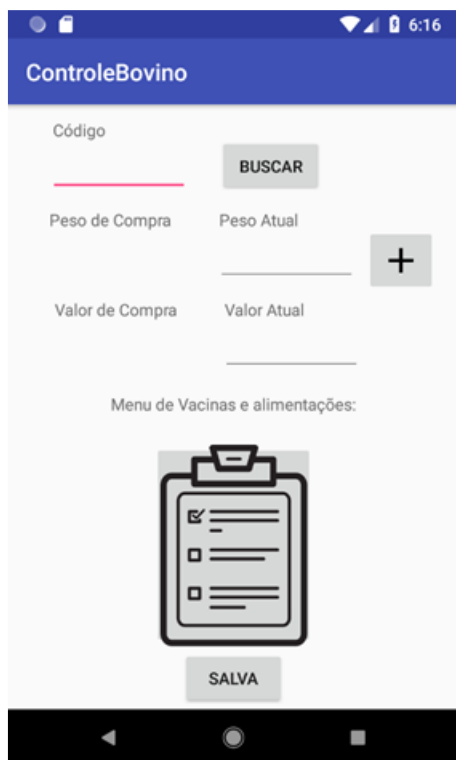 6:16
ControleBovino
Código
BUSCAR
Peso de Compra Peso Atual
+
Valor de Compra Valor Atual
Menu de Vacinas e alimentações:
SALVA